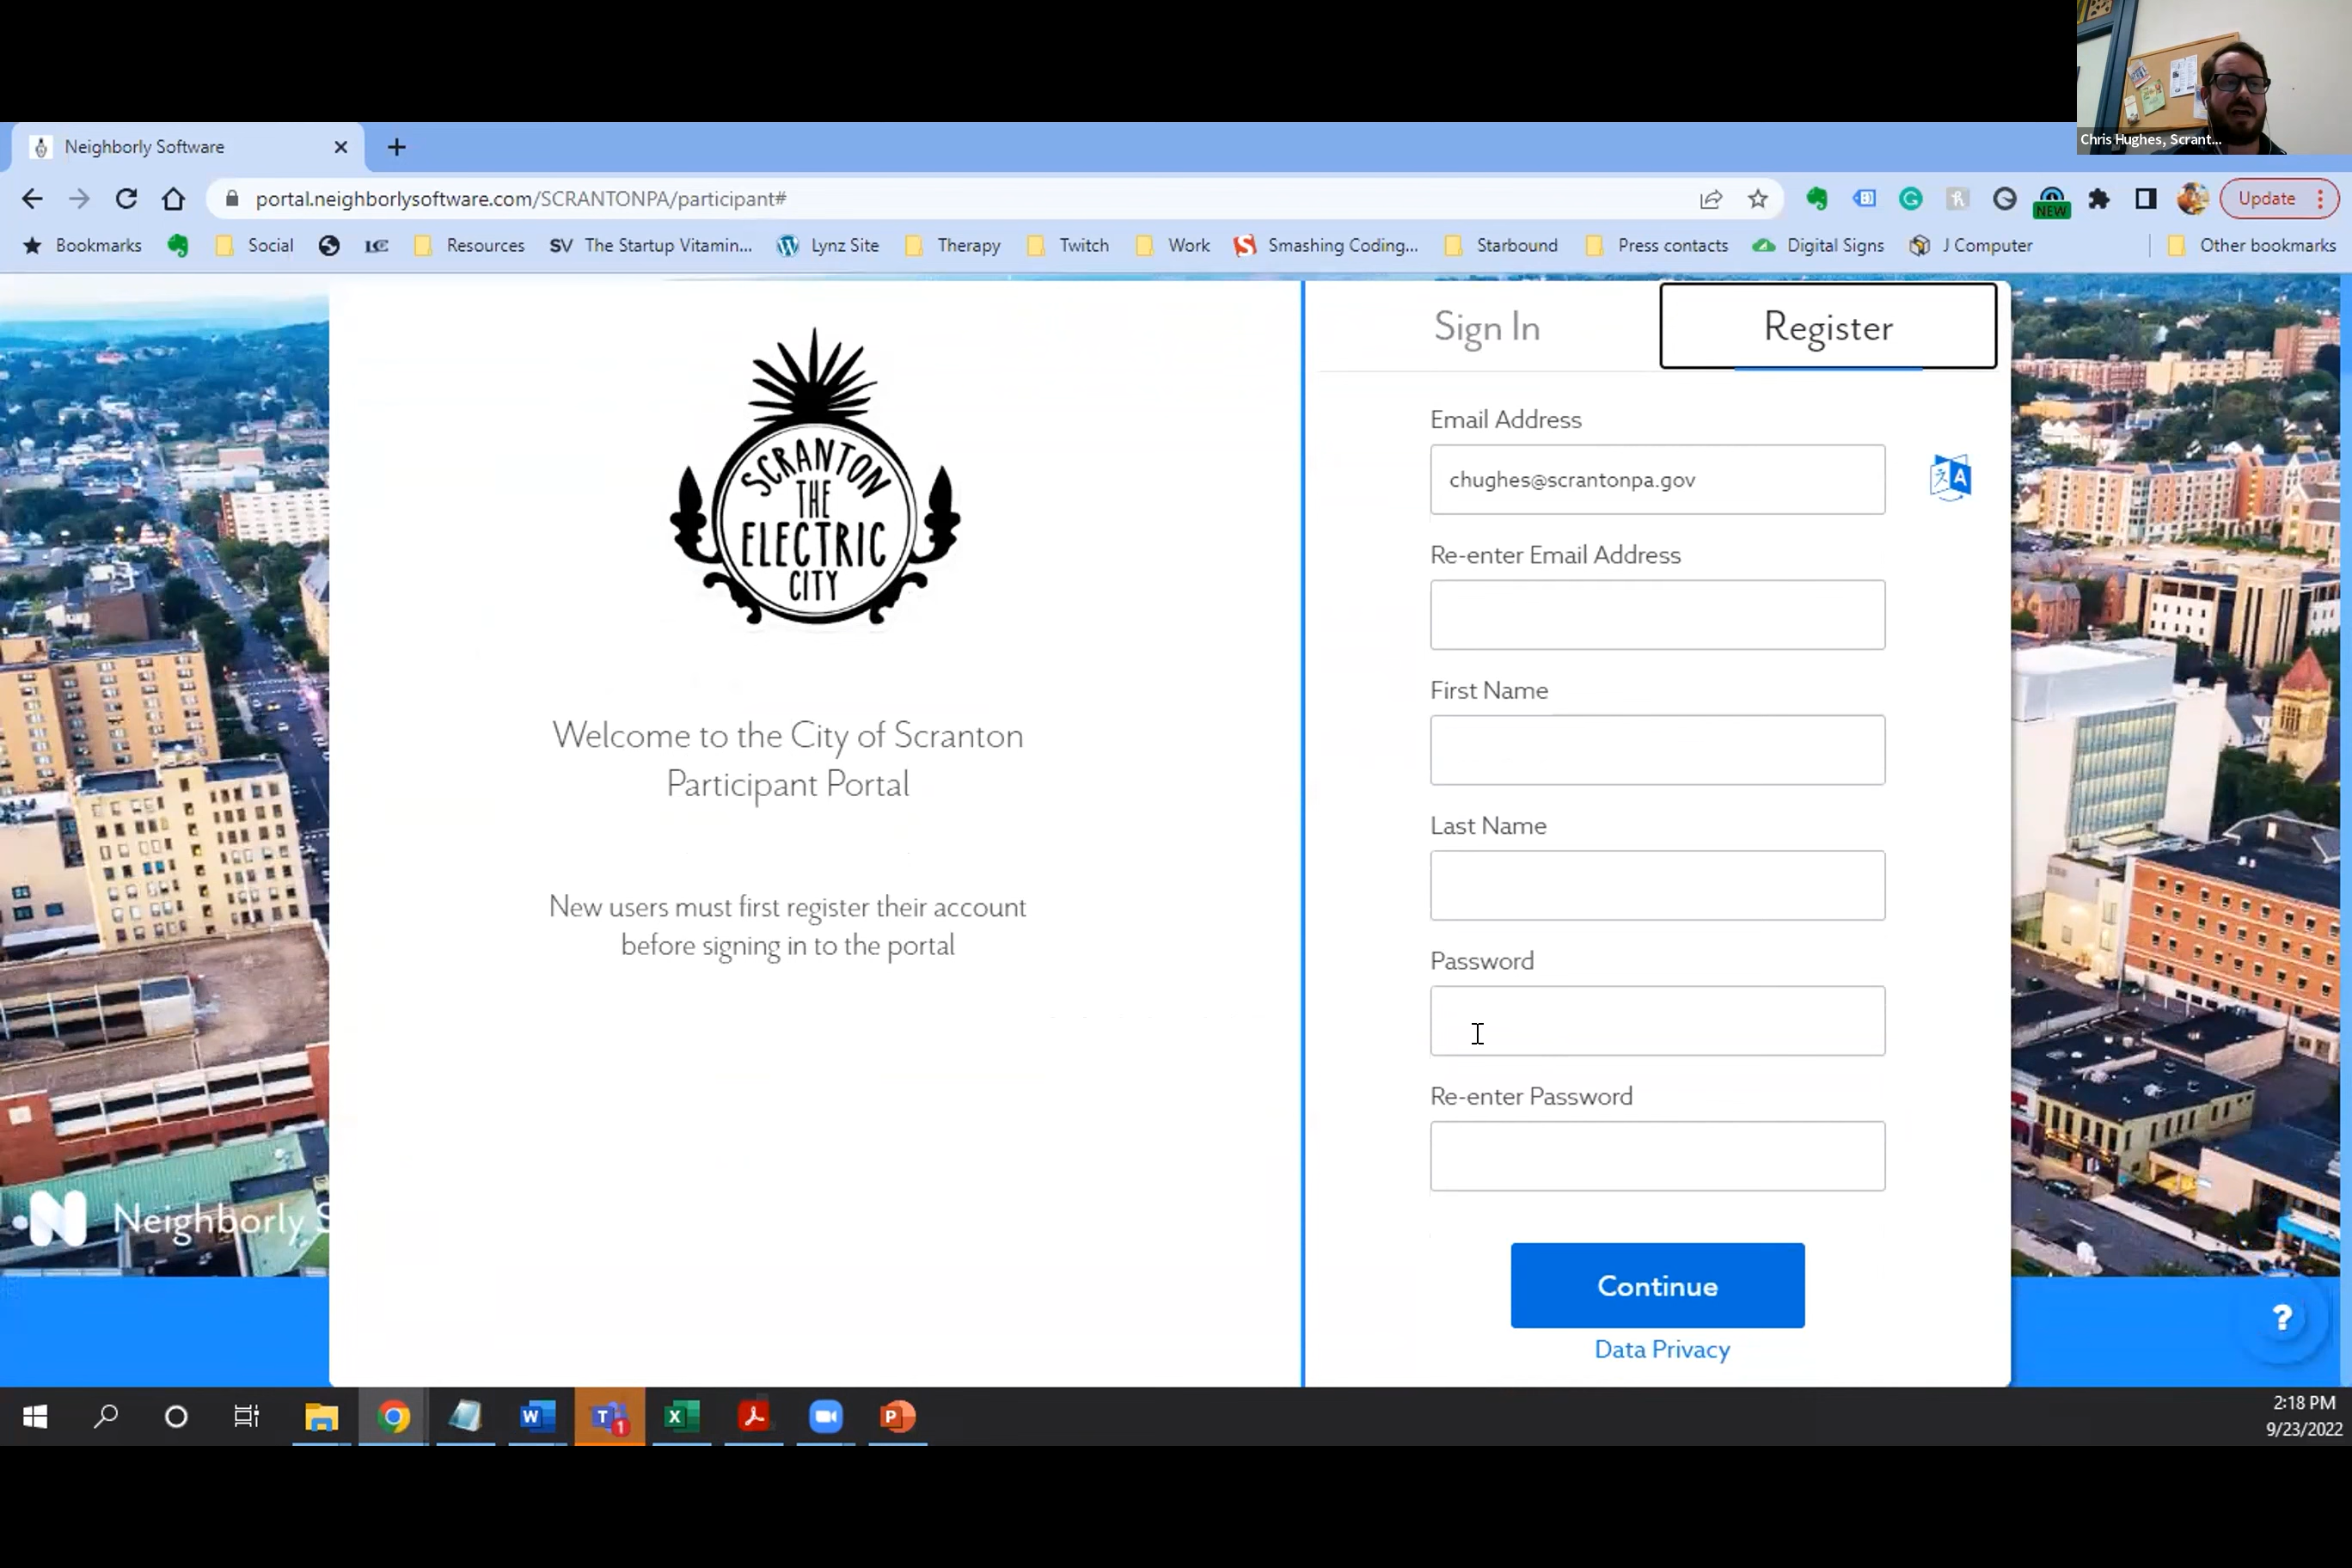 Chris Hughes, Scrant...
Neighborly Software
portal.neighborlysoftware.com/SCRANTONPA/participant#
NEW
Update
Bookmarks
Social
Resources
SV The Startup Vitamin...
Lynz Site
Therapy
Twitch
Work
Smashing Coding...
Starbound
Press contacts
Digital Signs
J Computer
Other bookmarks
SCRANTON
THE
ELECTRIC
CITY
Welcome to the City of Scranton
Participant Portal
New users must first register their account
before signing in to the portal
Sign In
Register
Email Address
chughes@scrantonpa.gov
Re-enter Email Address
First Name
Last Name
Password
Re-enter Password
Continue
Data Privacy
N Neighborly S
?
1
2:18 PM
9/23/2022